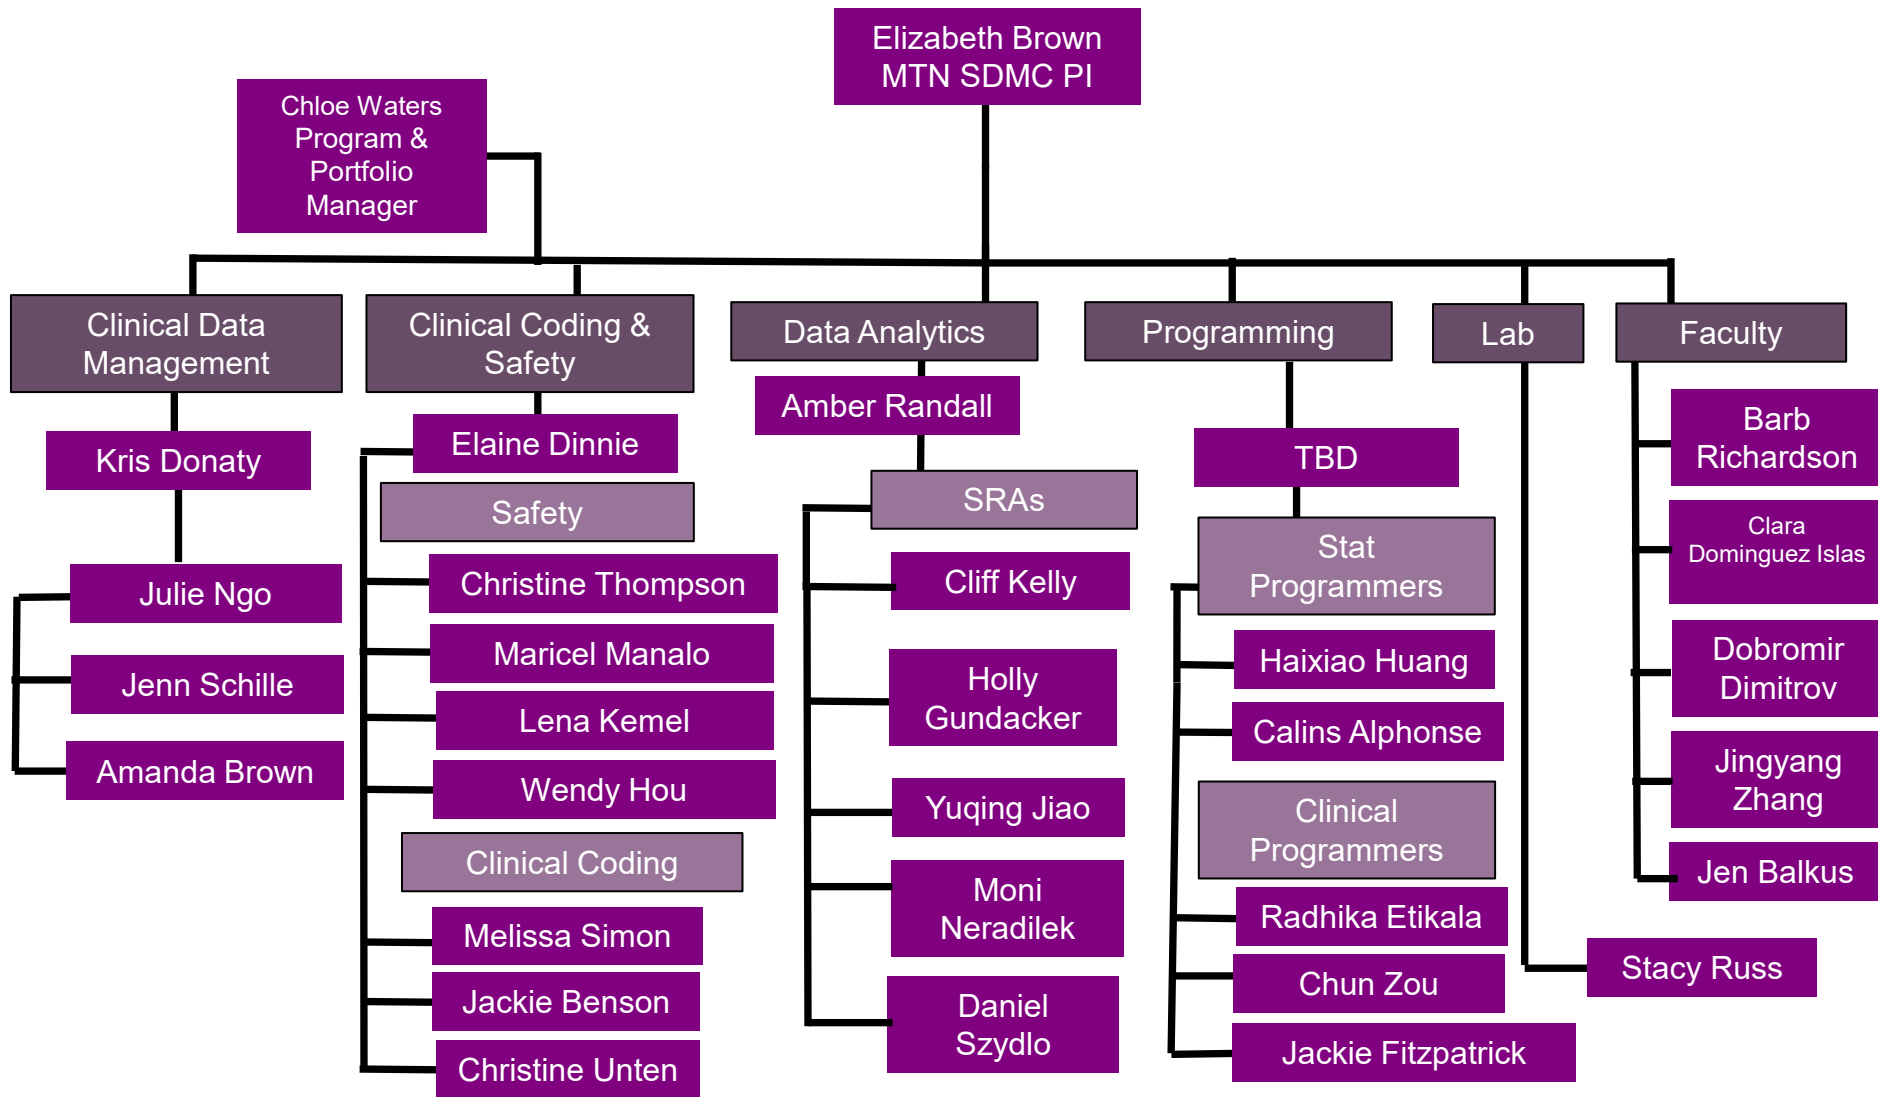 Elizabeth Brown
MTN SDMC PI
Chloe Waters
Program &
Portfolio
Manager
Clinical Data
Management
Kris Donaty
Julie Ngo
Jenn Schille
Amanda Brown
Clinical Coding &
Safety
Elaine Dinnie
Safety
Christine Thompson
Maricel Manalo
Lena Kemel
Wendy Hou
Clinical Coding
Melissa Simon
Jackie Benson
Christine Unten
Data Analytics
Amber Randall
SRAs
Cliff Kelly
Holly
Gundacker
Yuqing Jiao
Moni
Neradilek
Daniel
Szydlo
Programming
TBD
Stat
Programmers
Haixiao Huang
Calins Alphonse
Clinical
Programmers
Radhika Etikala
Chun Zou
Jackie Fitzpatrick
Lab
Stacy Russ
Faculty
Barb
Richardson
Clara
Dominguez Islas
Dobromir
Dimitrov
Jingyang
Zhang
Jen Balkus